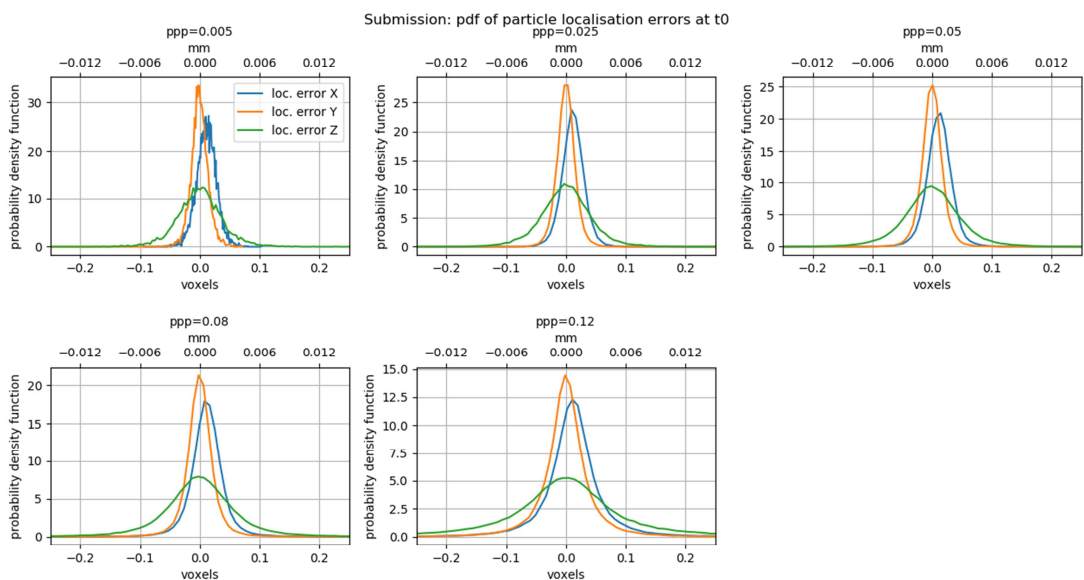 Submission: pdf of particle localisation errors at t0
ppp=0.005
mm
−0.012 −0.006 0.000 0.006 0.012
probability density function
30
20
10
0
loc. error X
loc. error Y
loc. error Z
−0.2 −0.1 0.0 0.1 0.2
voxels
ppp=0.025
mm
−0.012 −0.006 0.000 0.006 0.012
probability density function
25
20
15
10
5
0
−0.2 −0.1 0.0 0.1 0.2
voxels
ppp=0.05
mm
−0.012 −0.006 0.000 0.006 0.012
probability density function
25
20
15
10
5
0
−0.2 −0.1 0.0 0.1 0.2
voxels
ppp=0.08
mm
−0.012 −0.006 0.000 0.006 0.012
probability density function
20
15
10
5
0
−0.2 −0.1 0.0 0.1 0.2
voxels
ppp=0.12
mm
−0.012 −0.006 0.000 0.006 0.012
probability density function
15.0
12.5
10.0
7.5
5.0
2.5
0.0
−0.2 −0.1 0.0 0.1 0.2
voxels